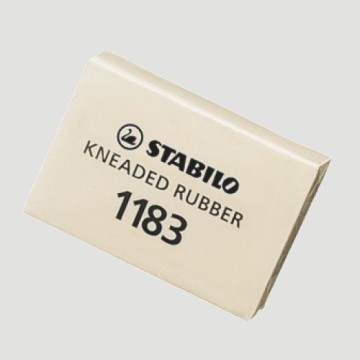 STABILO
KNEADED RUBBER
1183